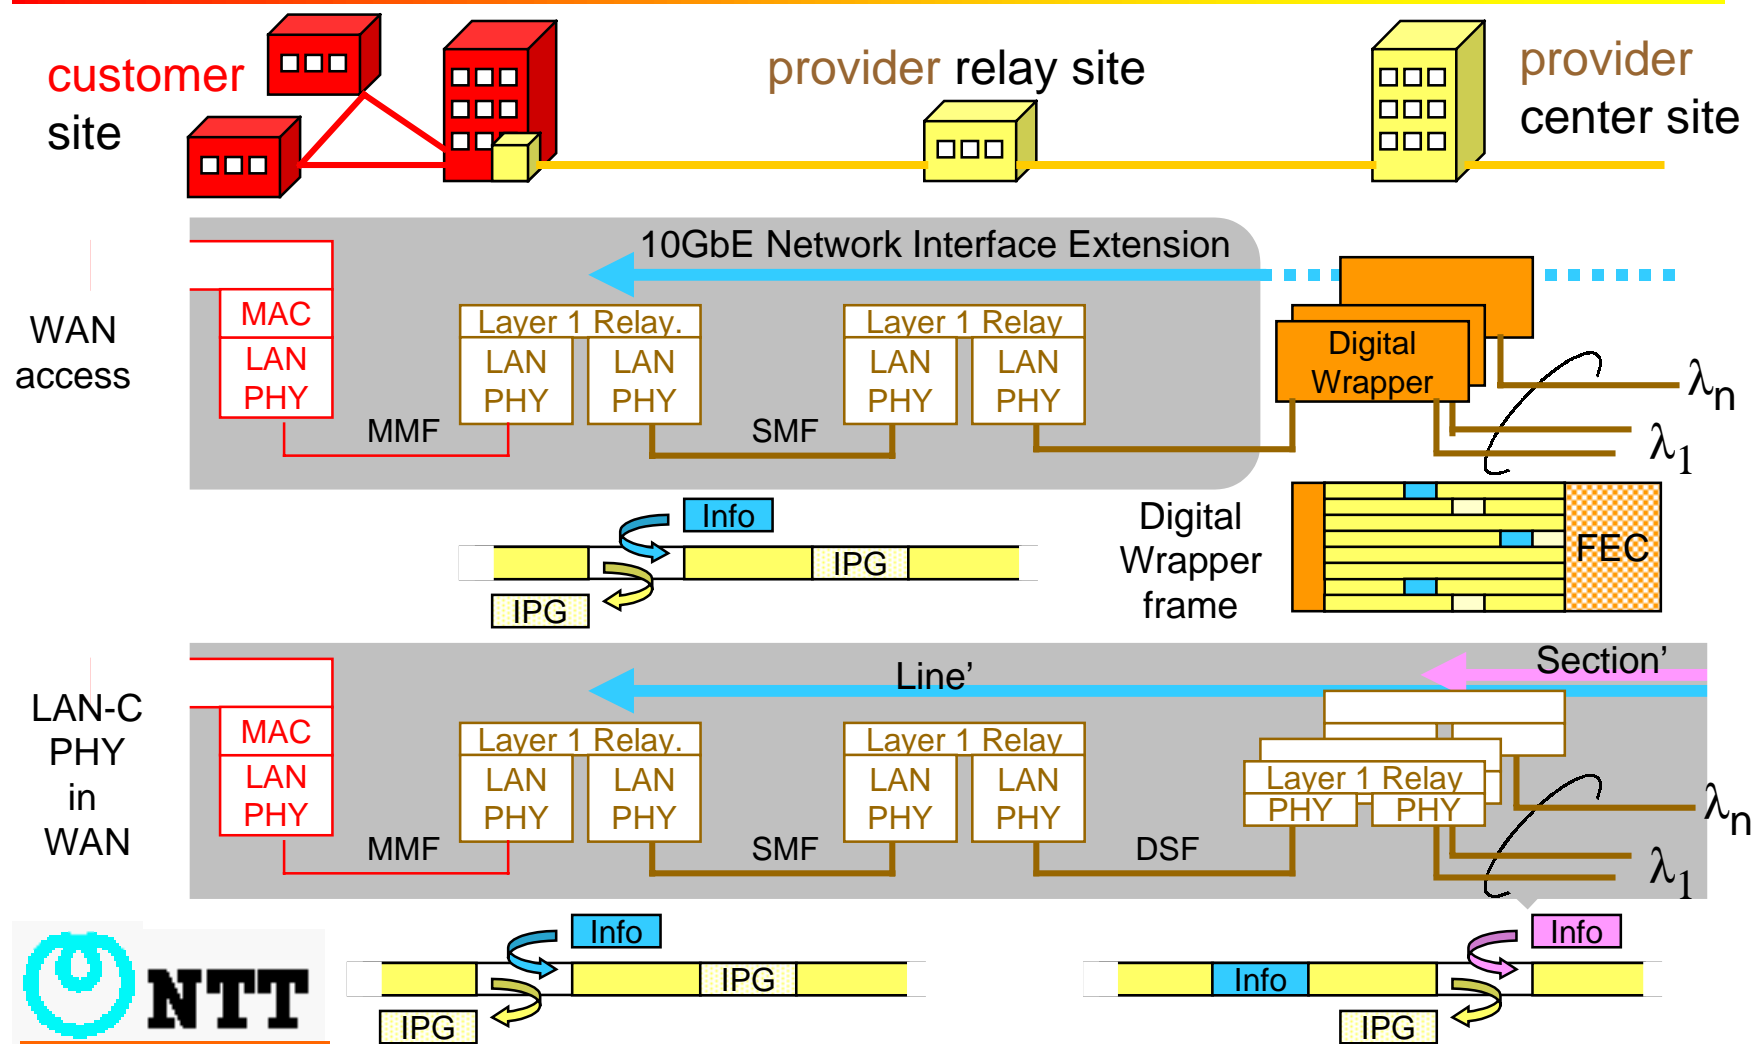 customer
site
provider relay site
provider
center site
10GbE Network Interface Extension
WAN
access
MAC
LAN
PHY
Layer 1 Relay.
LAN
PHY
LAN
PHY
Layer 1 Relay
LAN
PHY
LAN
PHY
Digital
Wrapper
MMF
SMF
λn
λ1
Info
IPG
IPG
Digital
Wrapper
frame
FEC
Section’
Line’
LAN-C
PHY
in
WAN
MAC
LAN
PHY
Layer 1 Relay.
LAN
PHY
LAN
PHY
Layer 1 Relay
LAN
PHY
LAN
PHY
Layer 1 Relay
PHY
PHY
MMF
SMF
DSF
λn
λ1
NTT
Info
IPG
IPG
Info
Info
IPG